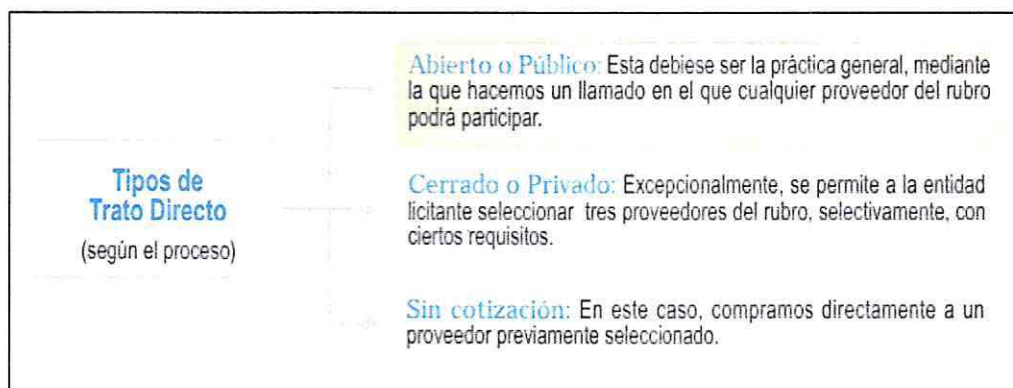 Tipos de
Trato Directo
(según el proceso)
Abierto o Público: Esta debiese ser la práctica general, mediante
la que hacemos un llamado en el que cualquier proveedor del rubro
podrá participar.
Cerrado o Privado: Excepcionalmente, se permite a la entidad
licitante seleccionar tres proveedores del rubro, selectivamente, con
ciertos requisitos.
Sin cotización: En este caso, compramos directamente a un
proveedor previamente seleccionado.